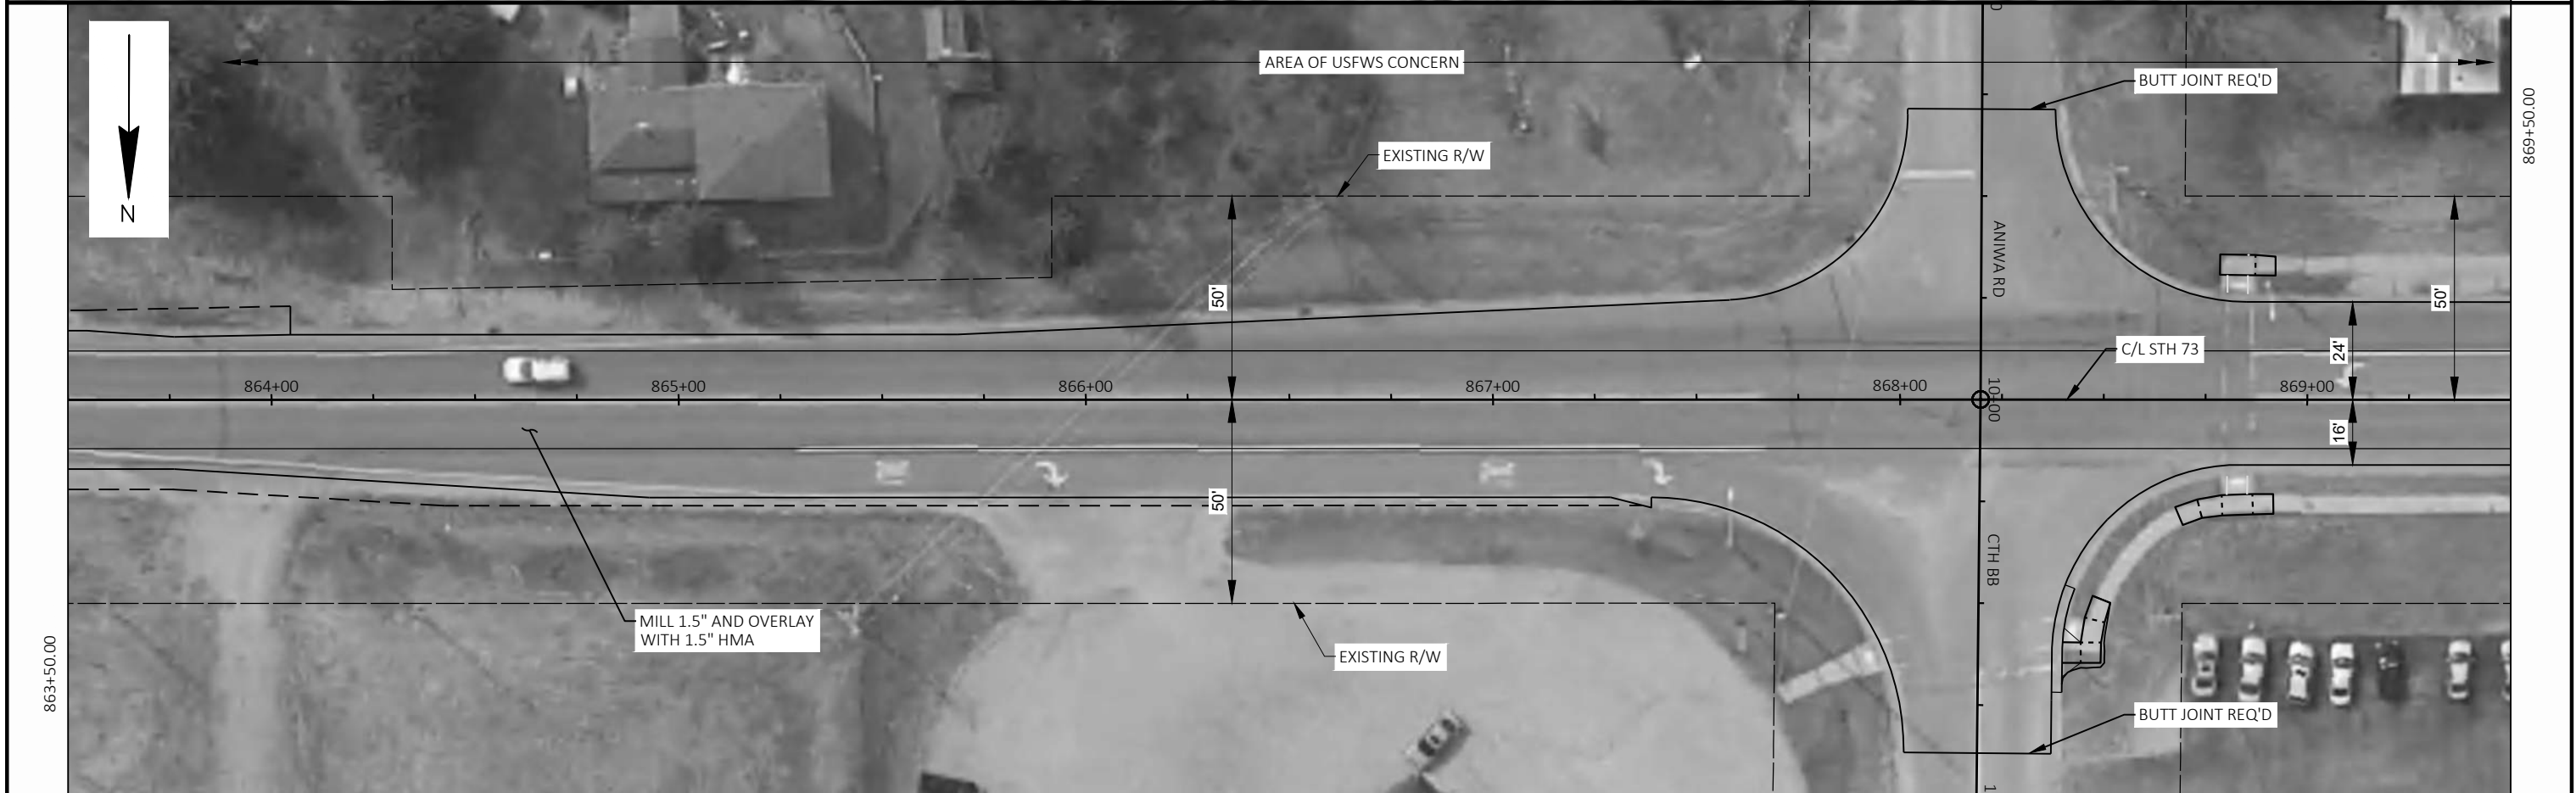 AREA OF USFWS CONCERN
BUTT JOINT REQ'D
869+50.00
EXISTING R/W
N
ANIWA RD
50'
50'
C/L STH 73
24'
864+00
865+00
866+00
867+00
868+00
10+00
869+00
16'
50'
CTH BB
MILL 1.5" AND OVERLAY
WITH 1.5" HMA
EXISTING R/W
863+50.00
BUTT JOINT REQ'D